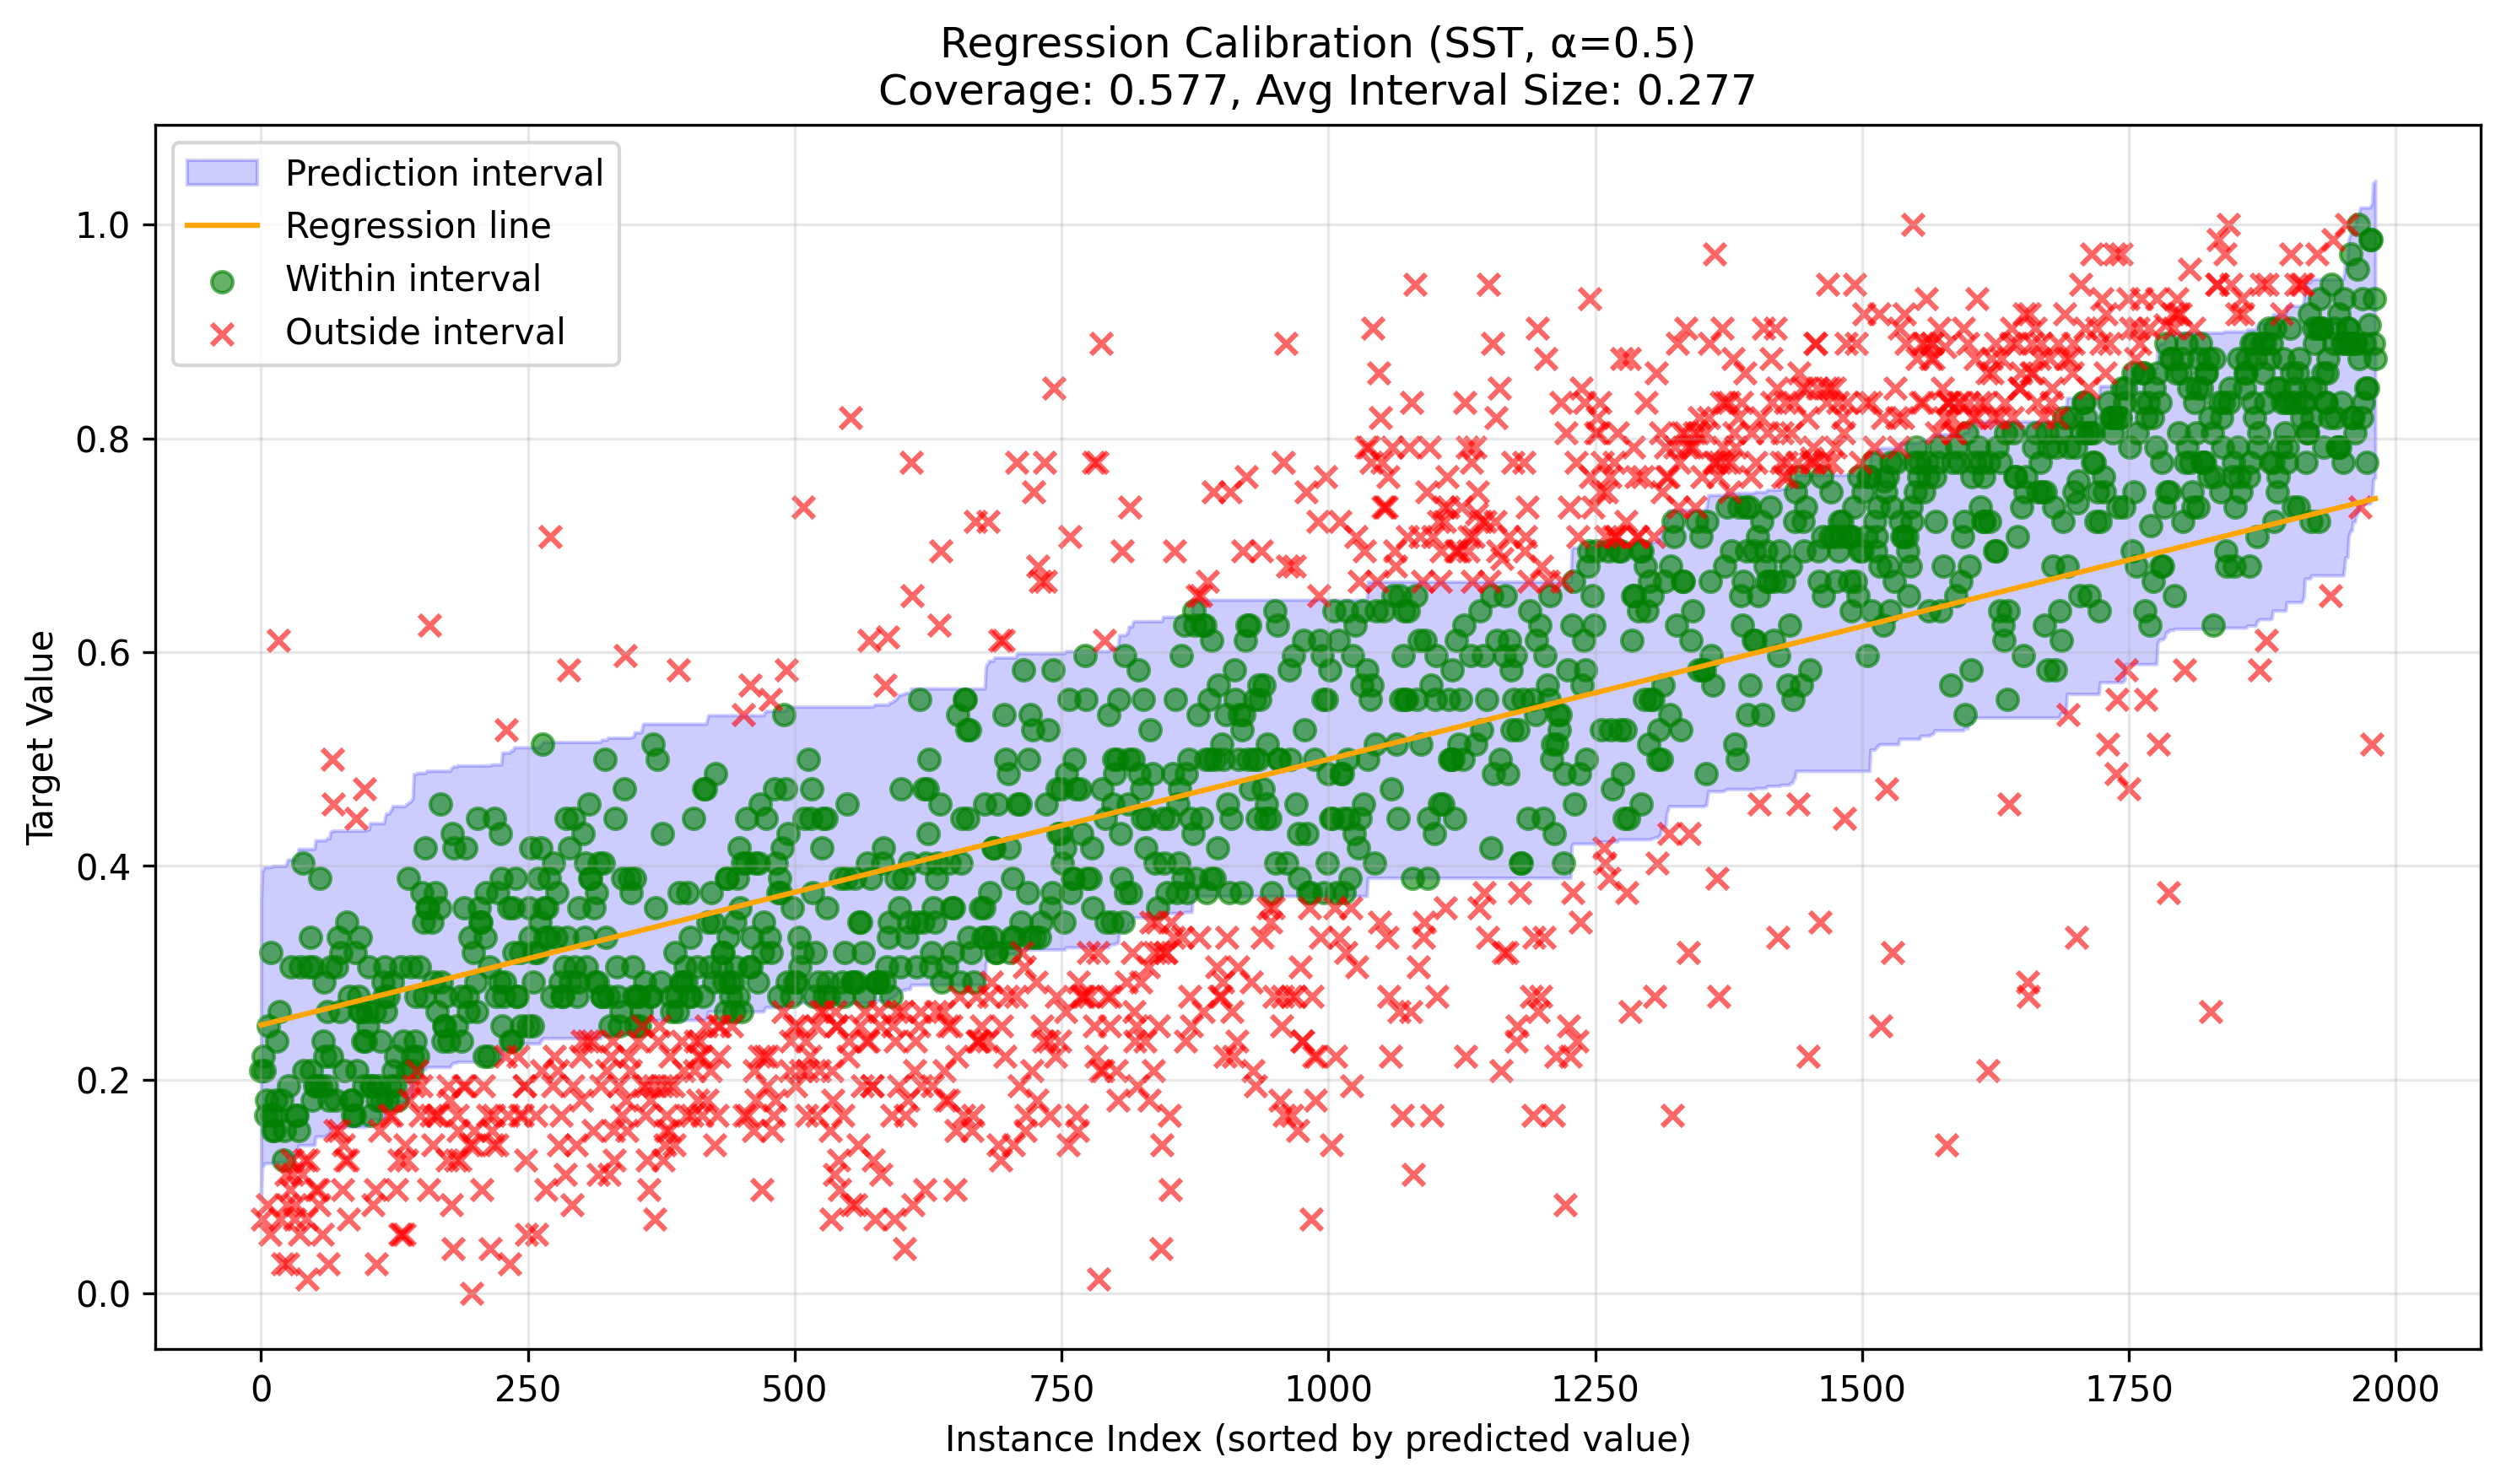 Regression Calibration (SST, α=0.5)
Coverage: 0.577, Avg Interval Size: 0.277
Prediction interval
Regression line
Within interval
Outside interval
Target Value
1.0
0.8
0.6
0.4
0.2
0.0
0 250 500 750 1000 1250 1500 1750 2000
Instance Index (sorted by predicted value)